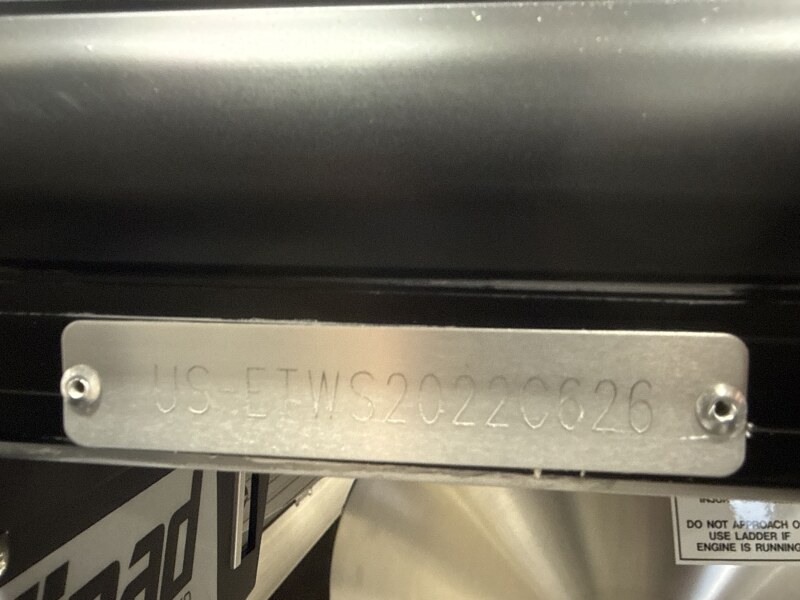 US-ETWS2022C626
DO NOT APPROACH O
USE LADDER IF
ENGINE IS RUNNING